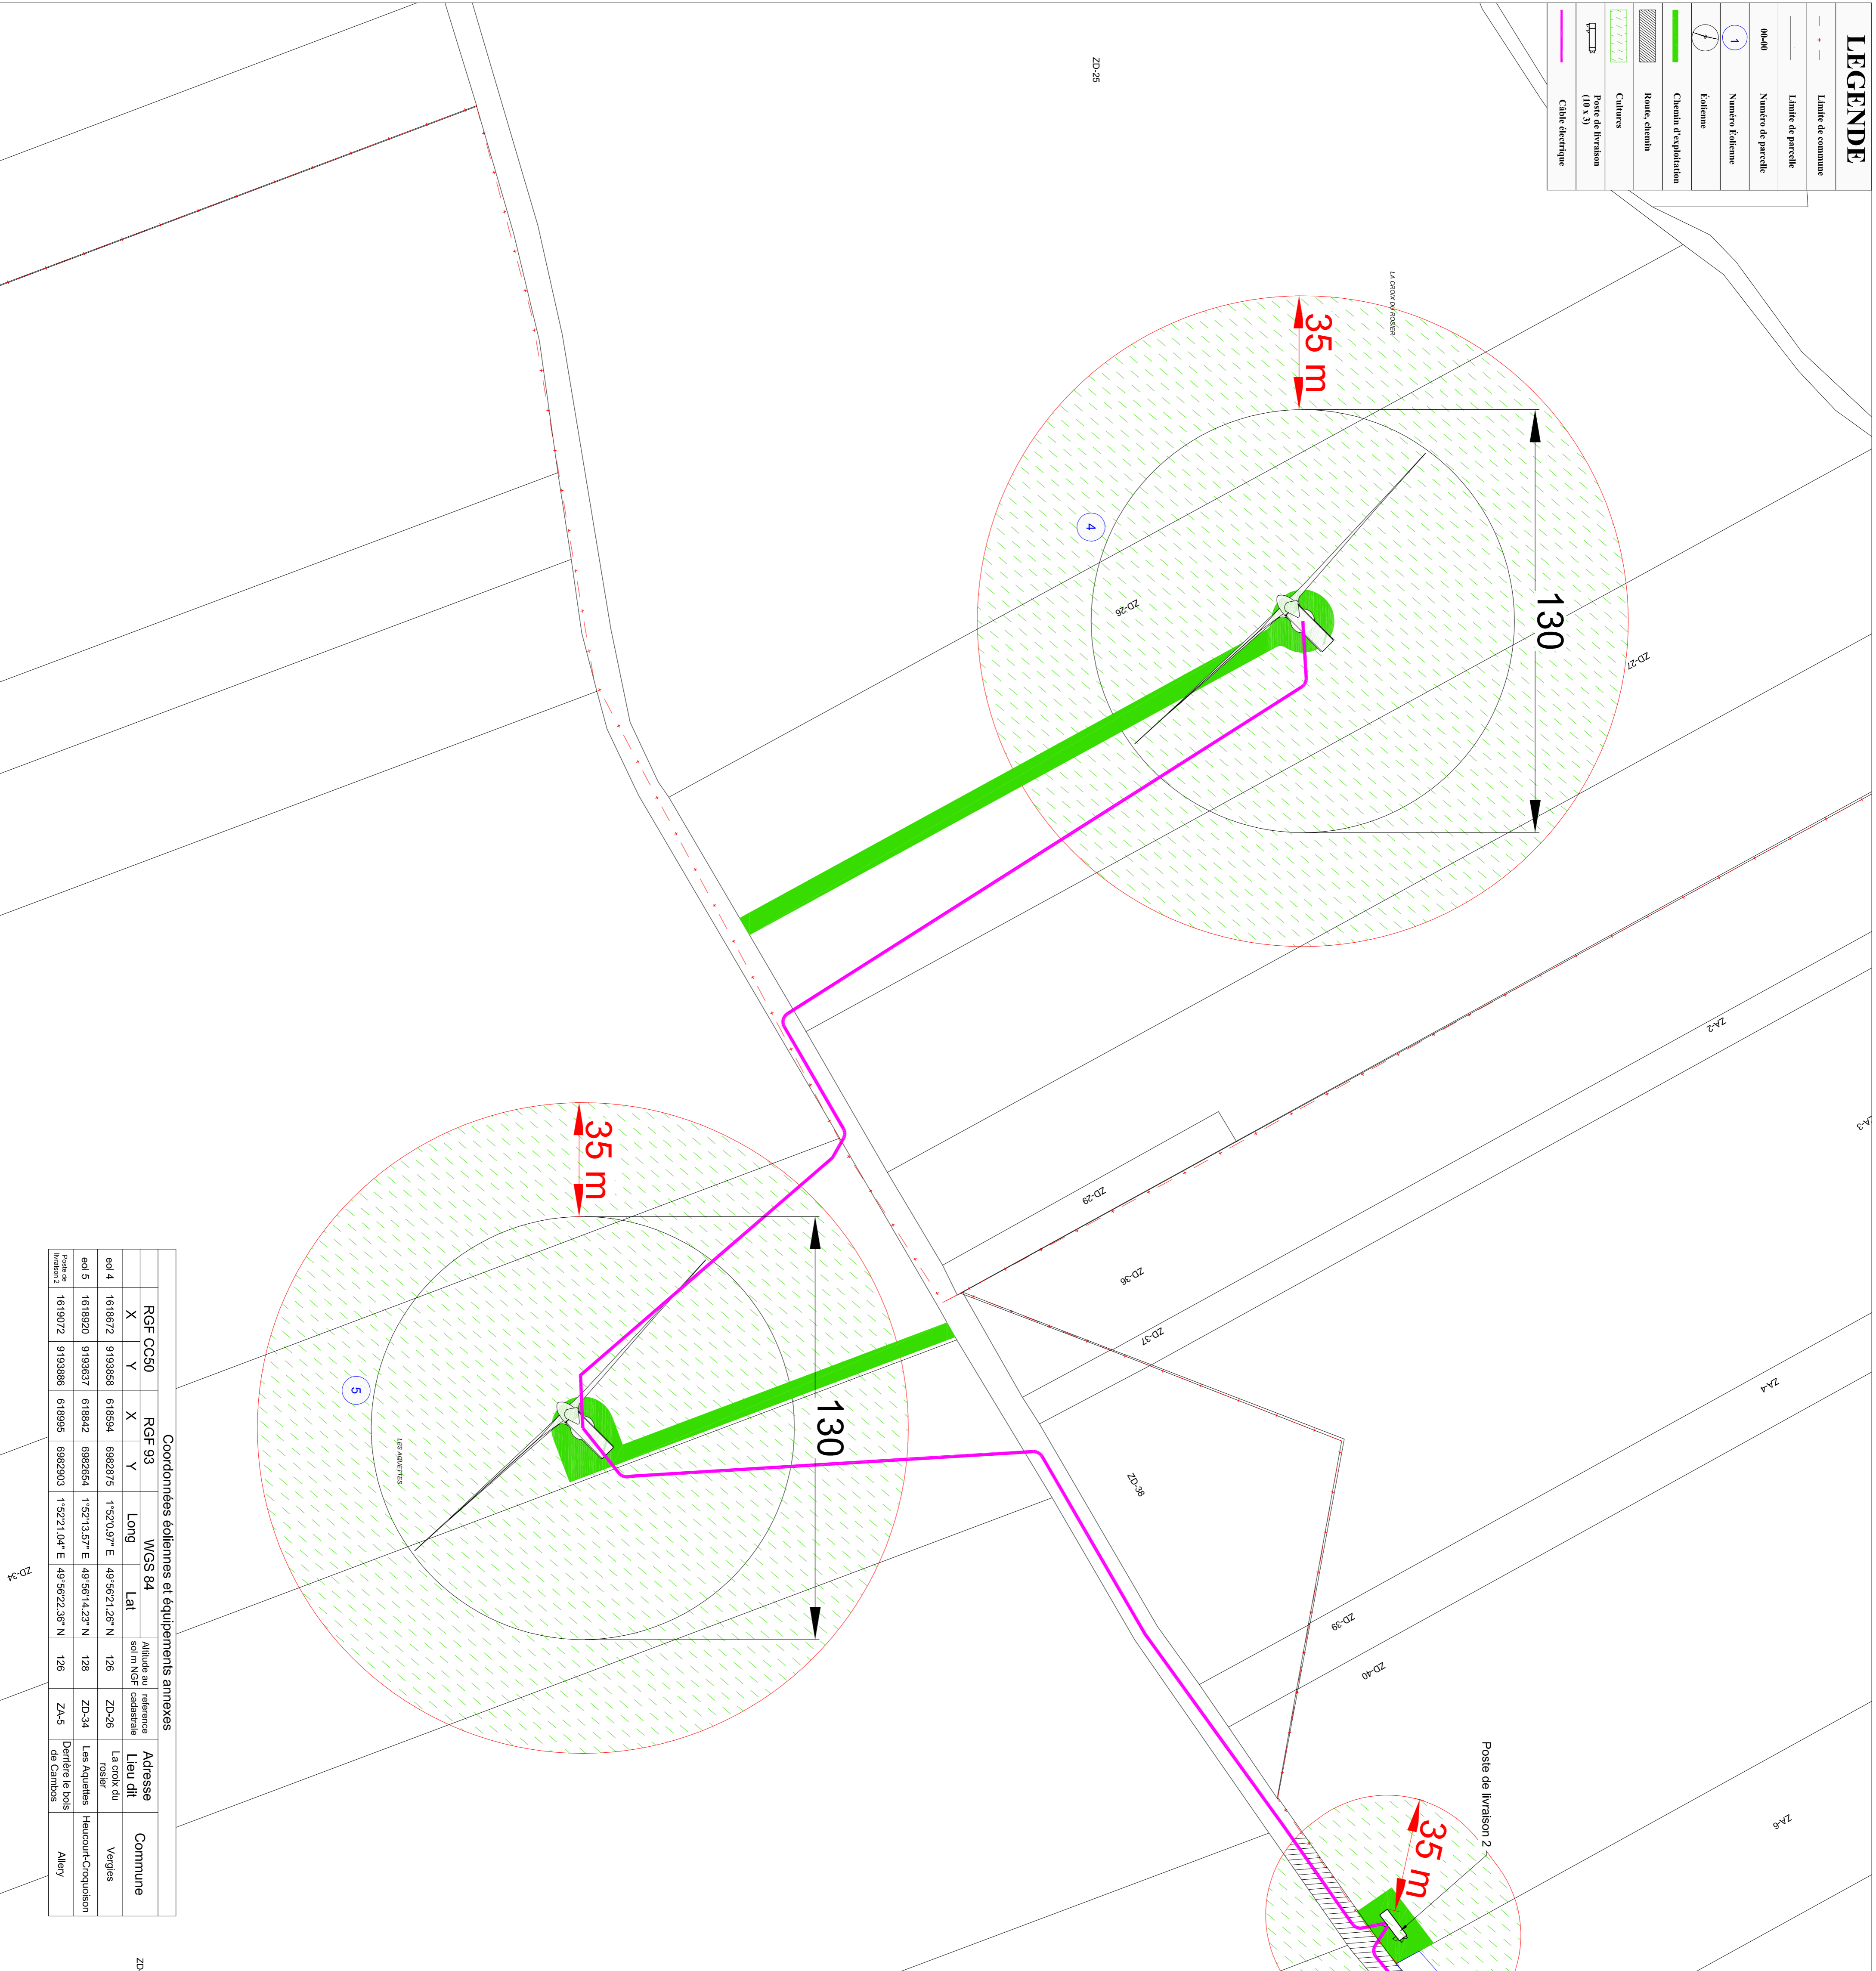 LEGENDE
Limite de commune
Limite de parcelle
00-00 Numéro de parcelle
1 Numéro Éolienne
Éolienne
Chemin d'exploitation
Route, chemin
Cultures
Poste de livraison
(10 x 3)
Câble électrique
ZD-25
LA CROIX DU ROSIER
35 m
130
4
ZD-26
ZD-27
ZA-2
A-3
ZD-29
ZD-36
ZD-37
ZD-38
ZA-4
ZD-39
ZD-40
ZA-6
Poste de livraison 2
35 m
35 m
130
5
LES AQUETTES
ZD-34
ZD-
Coordonnées éoliennes et équipements annexes
RGF CC50 RGF 93 WGS 84 Altitude au sol m NGF reference cadastrale Adresse Lieu dit Commune
X Y X Y Long Lat
eol 4 1618672 9193858 618594 6982875 1°52'0.97" E 49°56'21.26" N 126 ZD-26 La croix du rosier Vergies
eol 5 1618920 9193637 618842 6982654 1°52'13.57" E 49°56'14.23" N 128 ZD-34 Les Aquettes Heucourt-Croquoison
Poste de livraison 2 1619072 9193886 618995 6982903 1°52'21.04" E 49°56'22.36" N 126 ZA-5 Derrière le bois de Cambos Allery